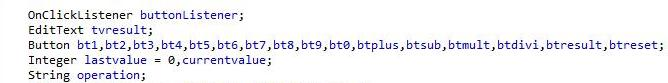 OnClickListener buttonListener;
EditText tvresult;
Button bt1,bt2,bt3,bt4,bt5,bt6,bt7,bt8,bt9,bt0,btplus,btsub,btmult,btdivi,btresult,btreset;
Integer lastvalue = 0,currentvalue;
String operation;